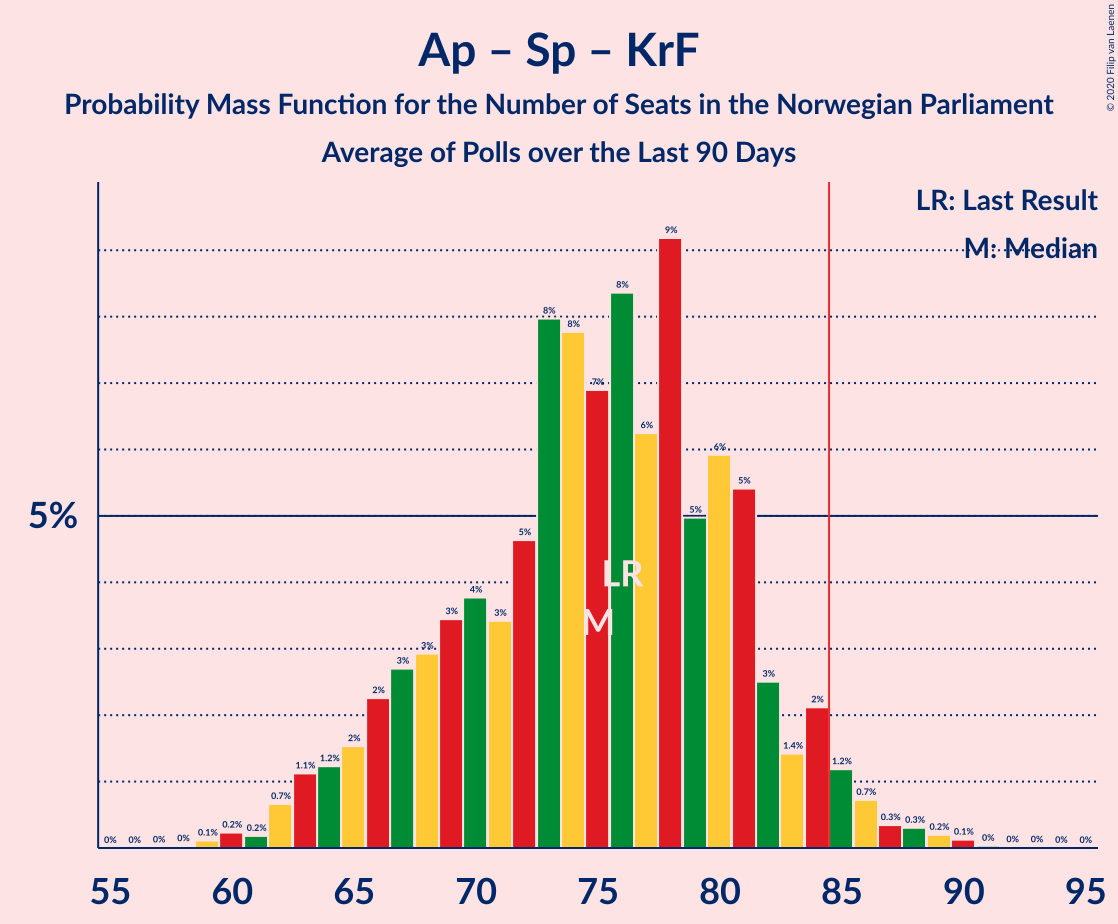 Ap – Sp – KrF
Probability Mass Function for the Number of Seats in the Norwegian Parliament
Average of Polls over the Last 90 Days
© 2020 Filip van Laenen
LR: Last Result
M: Median
5%
0% 0% 0% 0% 0.1% 0.2% 0.2% 0.7% 1.1% 1.2% 2% 2% 3% 3% 3% 4% 3% 5% 8% 8% 7% 8% 6% 9% 5% 6% 5% 3% 1.4% 2% 1.2% 0.7% 0.3% 0.3% 0.2% 0.1% 0% 0% 0% 0% 0%
LR
M
55 60 65 70 75 80 85 90 95